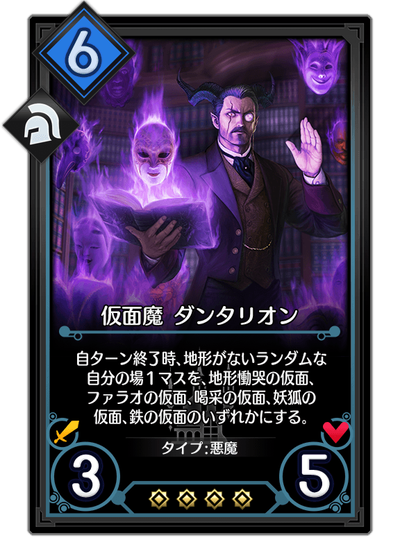 6
仮面魔 ダンタリオン
自ターン終了時、地形がないランダムな
自分の場1マスを、地形慟哭の仮面、
ファラオの仮面、喝采の仮面、妖狐の
仮面、鉄の仮面のいずれかにする。
タイプ:悪魔
3
5